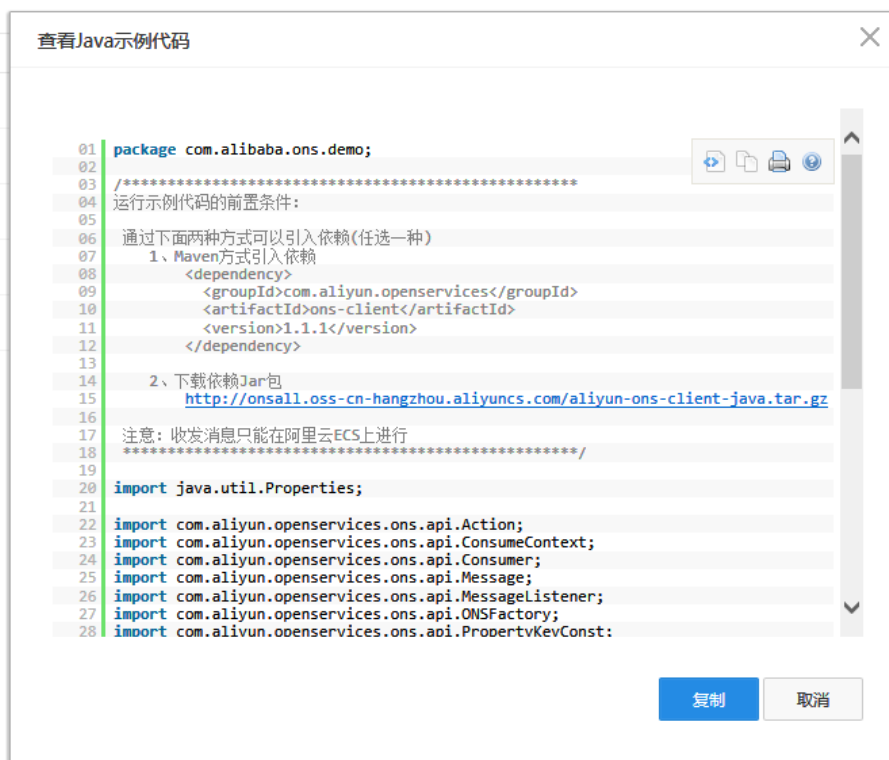 查看Java示例代码
01 package com.alibaba.ons.demo;
02
03 /***************************************************
04 运行示例代码的前置条件:
05
06 通过下面两种方式可以引入依赖(任选一种)
07 1、Maven方式引入依赖
08 <dependency>
09 <groupId>com.aliyun.openservices</groupId>
10 <artifactId>ons-client</artifactId>
11 <version>1.1.1</version>
12 </dependency>
13
14 2、下载依赖Jar包
15 http://onsall.oss-cn-hangzhou.aliyuncs.com/aliyun-ons-client-java.tar.gz
16
17 注意: 收发消息只能在阿里云ECS上进行
18 ***************************************************/
19
20 import java.util.Properties;
21
22 import com.aliyun.openservices.ons.api.Action;
23 import com.aliyun.openservices.ons.api.ConsumeContext;
24 import com.aliyun.openservices.ons.api.Consumer;
25 import com.aliyun.openservices.ons.api.Message;
26 import com.aliyun.openservices.ons.api.MessageListener;
27 import com.aliyun.openservices.ons.api.ONSFactory;
28 import com.aliyun.openservices.ons.api.PropertyKeyConst;
复制 取消